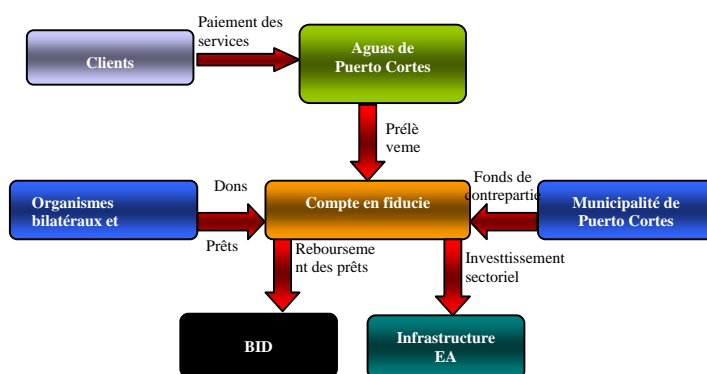 Paiement des
services
Clients
Aguas de
Puerto Cortes
Prélè
veme
Organismes
bilatéraux et
Dons
Prêts
Compte en fiducie
Fonds de
contrepartie
Municipalité de
Puerto Cortes
Rebourseme
nt des prêts
Investtissement
sectoriel
BID
Infrastructure
EA